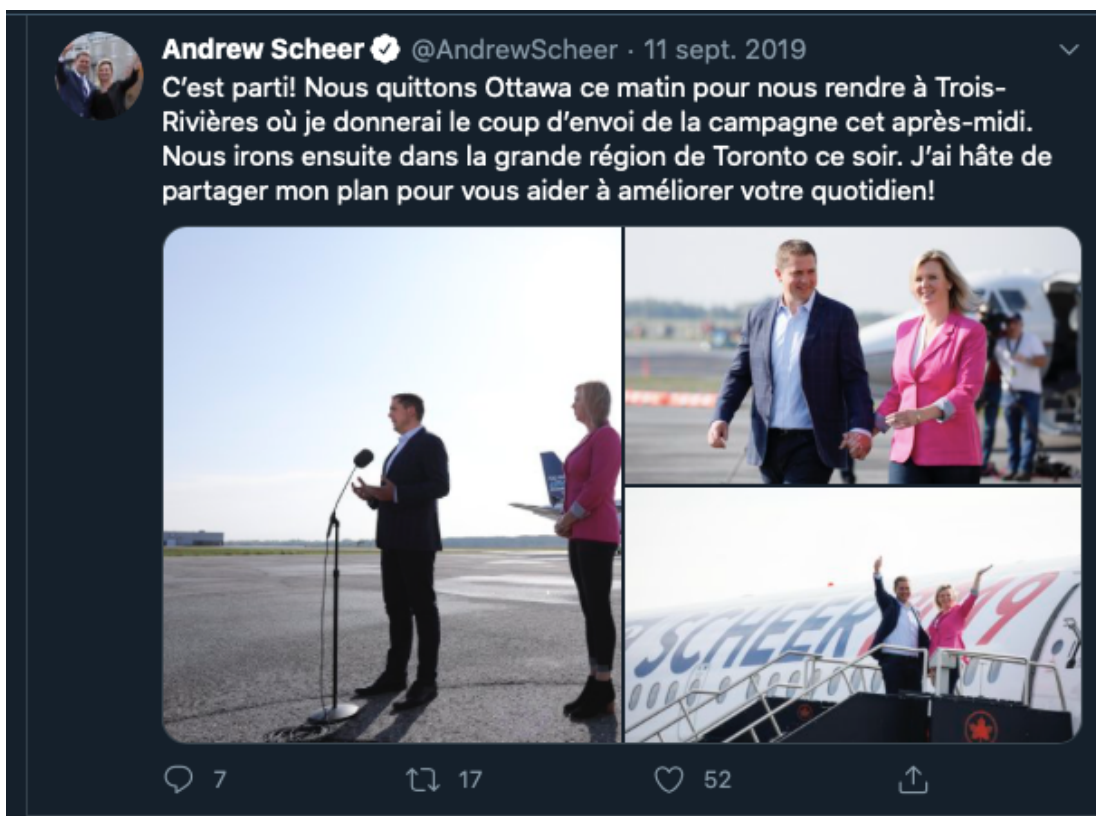 Andrew Scheer @AndrewScheer · 11 sept. 2019
C’est parti! Nous quittons Ottawa ce matin pour nous rendre à Trois-
Rivières où je donnerai le coup d’envoi de la campagne cet après-midi.
Nous irons ensuite dans la grande région de Toronto ce soir. J’ai hâte de
partager mon plan pour vous aider à améliorer votre quotidien!
SCHEER 2019
7 17 52